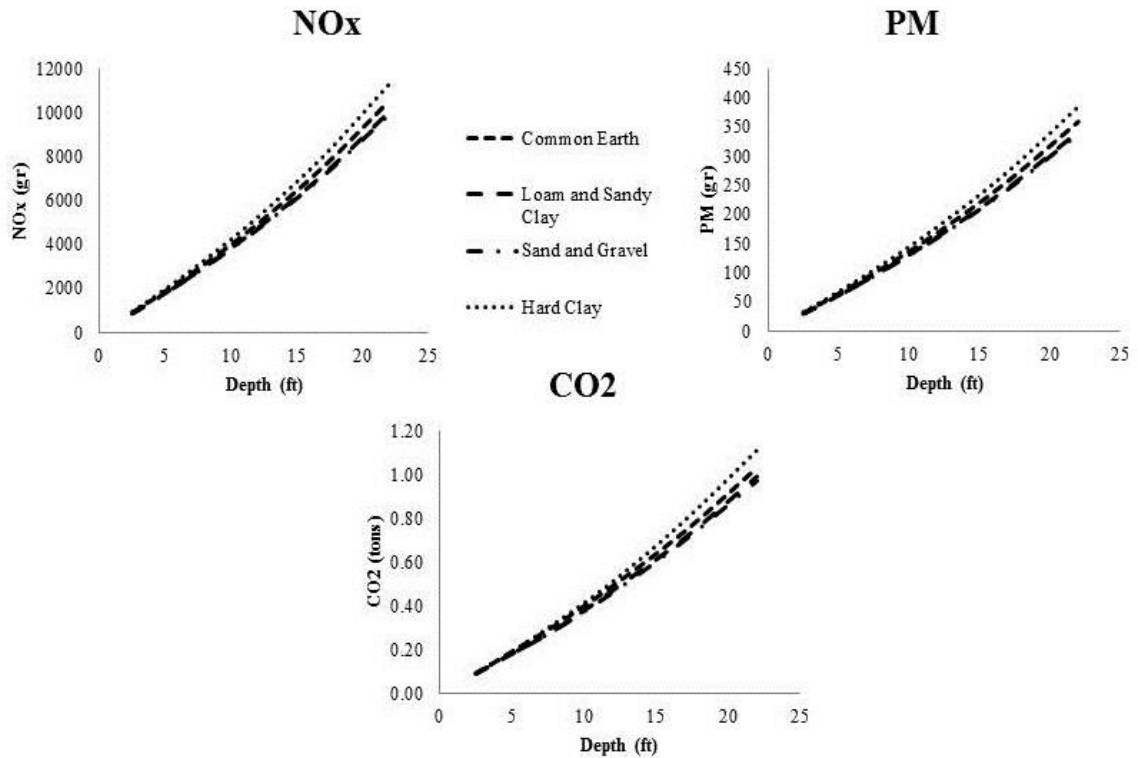 NOx
12000
10000
8000
6000
4000
2000
0
0 5 10 15 20 25
NOx (gr)
Depth (ft)
Common Earth
Loam and Sandy
Clay
Sand and Gravel
Hard Clay
PM
450
400
350
300
250
200
150
100
50
0
0 5 10 15 20 25
PM (gr)
Depth (ft)
CO2
1.20
1.00
0.80
0.60
0.40
0.20
0.00
0 5 10 15 20 25
CO2 (tons)
Depth (ft)